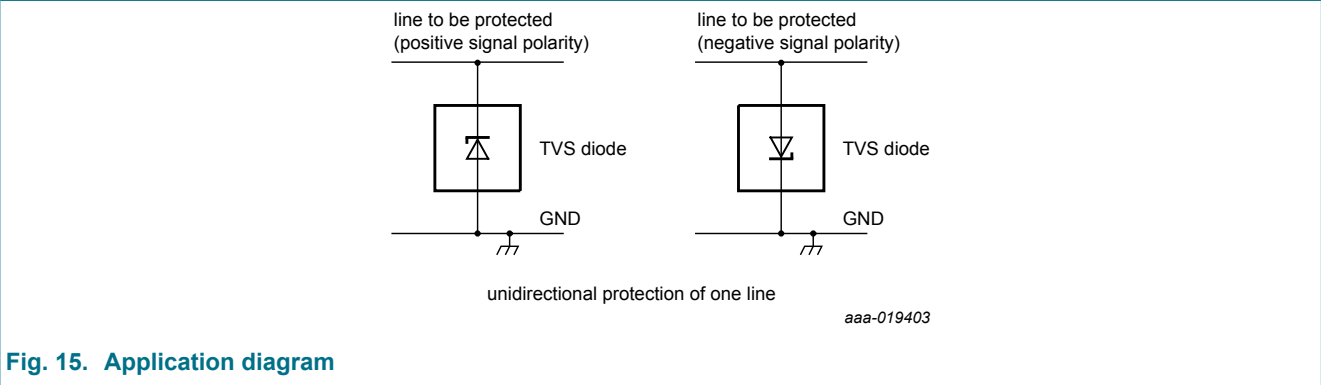 line to be protected
(positive signal polarity)
line to be protected
(negative signal polarity)
TVS diode
TVS diode
GND
GND
unidirectional protection of one line
aaa-019403
Fig. 15. Application diagram